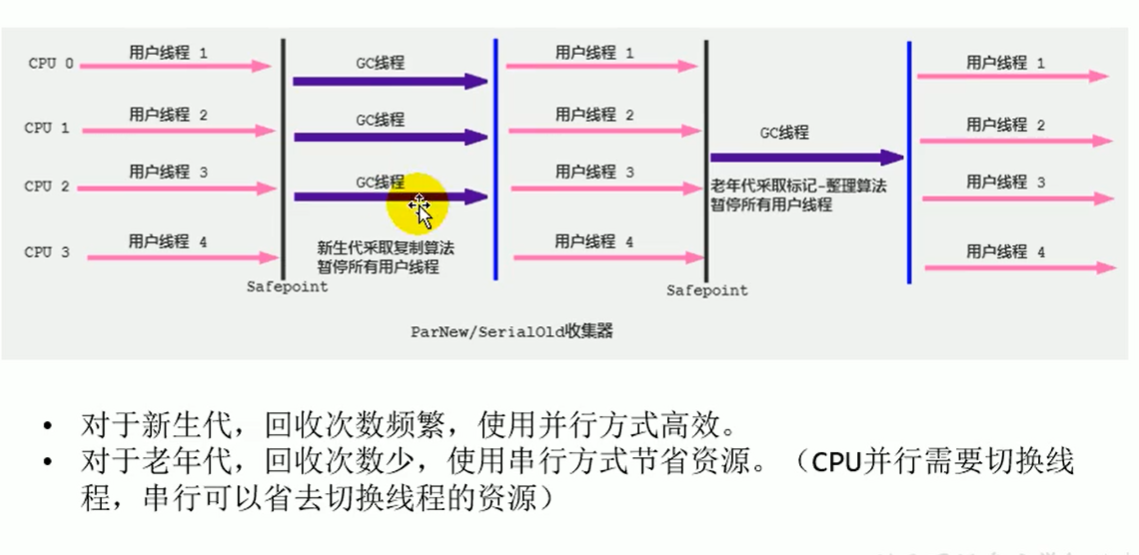 用户线程 1
GC线程
用户线程 1
用户线程 1
CPU 0
用户线程 2
GC线程
用户线程 2
GC线程
用户线程 2
CPU 1
用户线程 3
GC线程
用户线程 3
用户线程 3
CPU 2
老年代采取标记-整理算法
暂停所有用户线程
用户线程 4
新生代采取复制算法
暂停所有用户线程
用户线程 4
用户线程 4
CPU 3
Safepoint
Safepoint
ParNew/SerialOld收集器
• 对于新生代，回收次数频繁，使用并行方式高效。
• 对于老年代，回收次数少，使用串行方式节省资源。（CPU并行需要切换线
程，串行可以省去切换线程的资源）